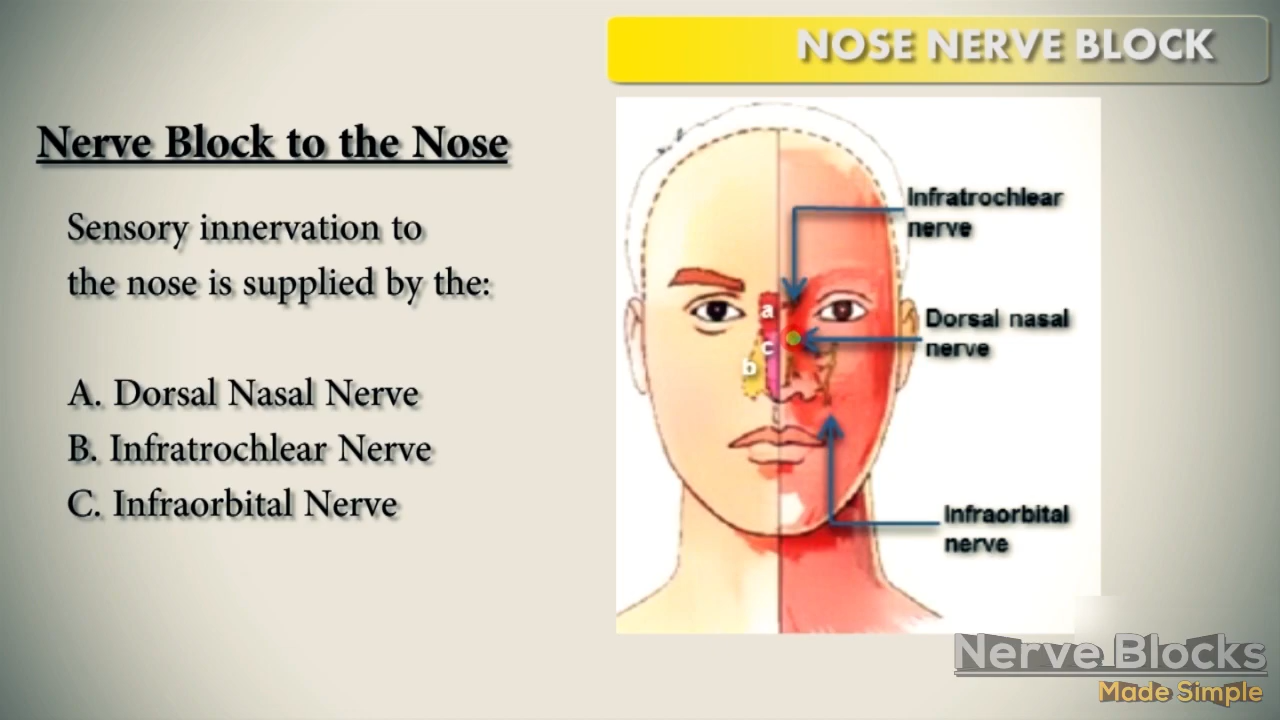 NOSE NERVE BLOCK
Nerve Block to the Nose
Sensory innervation to
the nose is supplied by the:
A. Dorsal Nasal Nerve
B. Infratrochlear Nerve
C. Infraorbital Nerve
Infratrochlear
nerve
a
Dorsal nasal
nerve
c
b
Infraorbital
nerve
Nerve Blocks
Made Simple